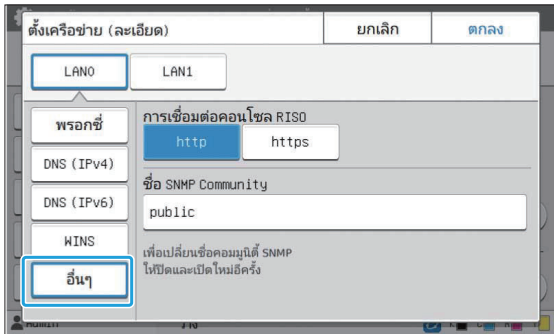 ตั้งเครือข่าย (ละเอียด)
ยกเลิก
ตกลง
LAN0
LAN1
พรอกซี่
DNS (IPv4)
DNS (IPv6)
WINS
อื่นๆ
การเชื่อมต่อคอนโซล RISO
http
https
ชื่อ SNMP Community
public
เพื่อเปลี่ยนชื่อคอมมูนิตี้ SNMP
ให้ปิดและเปิดใหม่อีครั้ง
Admin
ว่าง